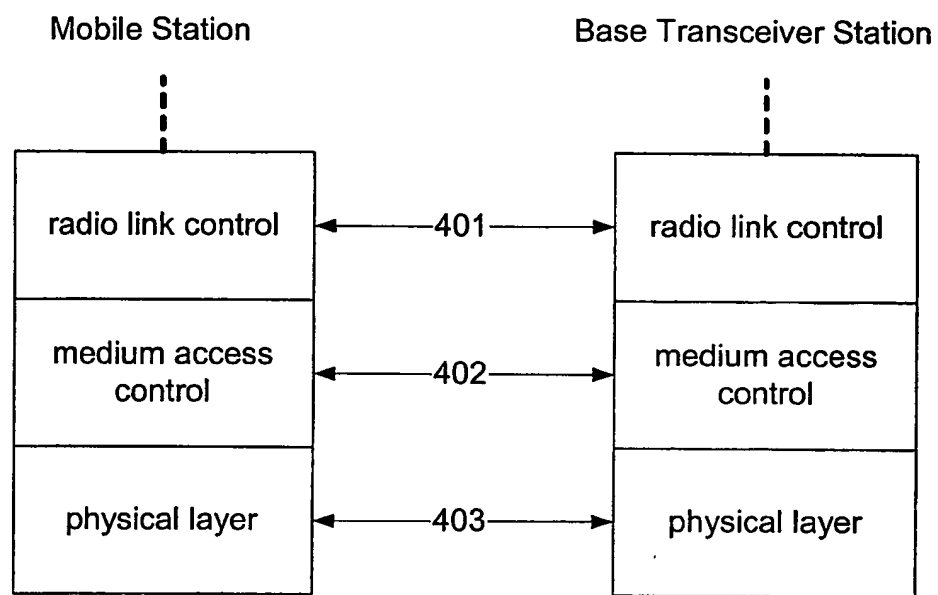 Mobile Station
Base Transceiver Station
radio link control
401
radio link control
medium access
control
402
medium access
control
physical layer
403
physical layer